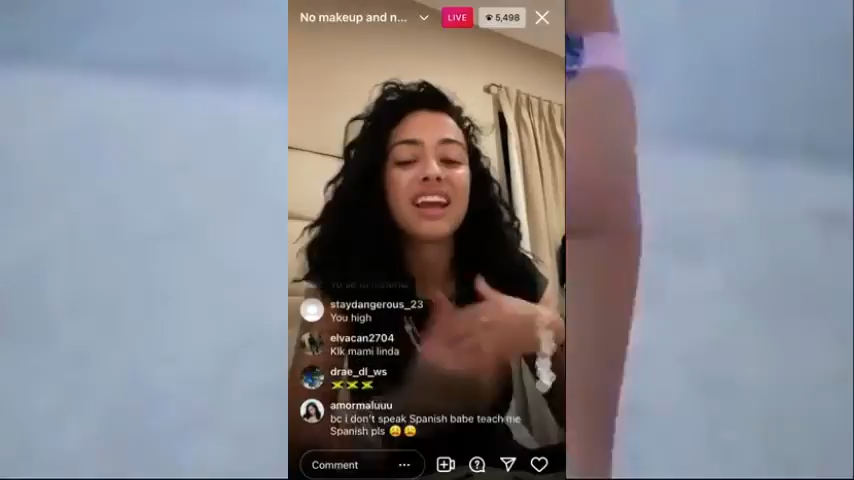 No makeup and n...
LIVE
5,498
staydangerous_23
You high
elvacan2704
Klk mami linda
drae_dl_ws
amormaluuu
bc i don't speak Spanish babe teach me
Spanish pls 😩😩
Comment